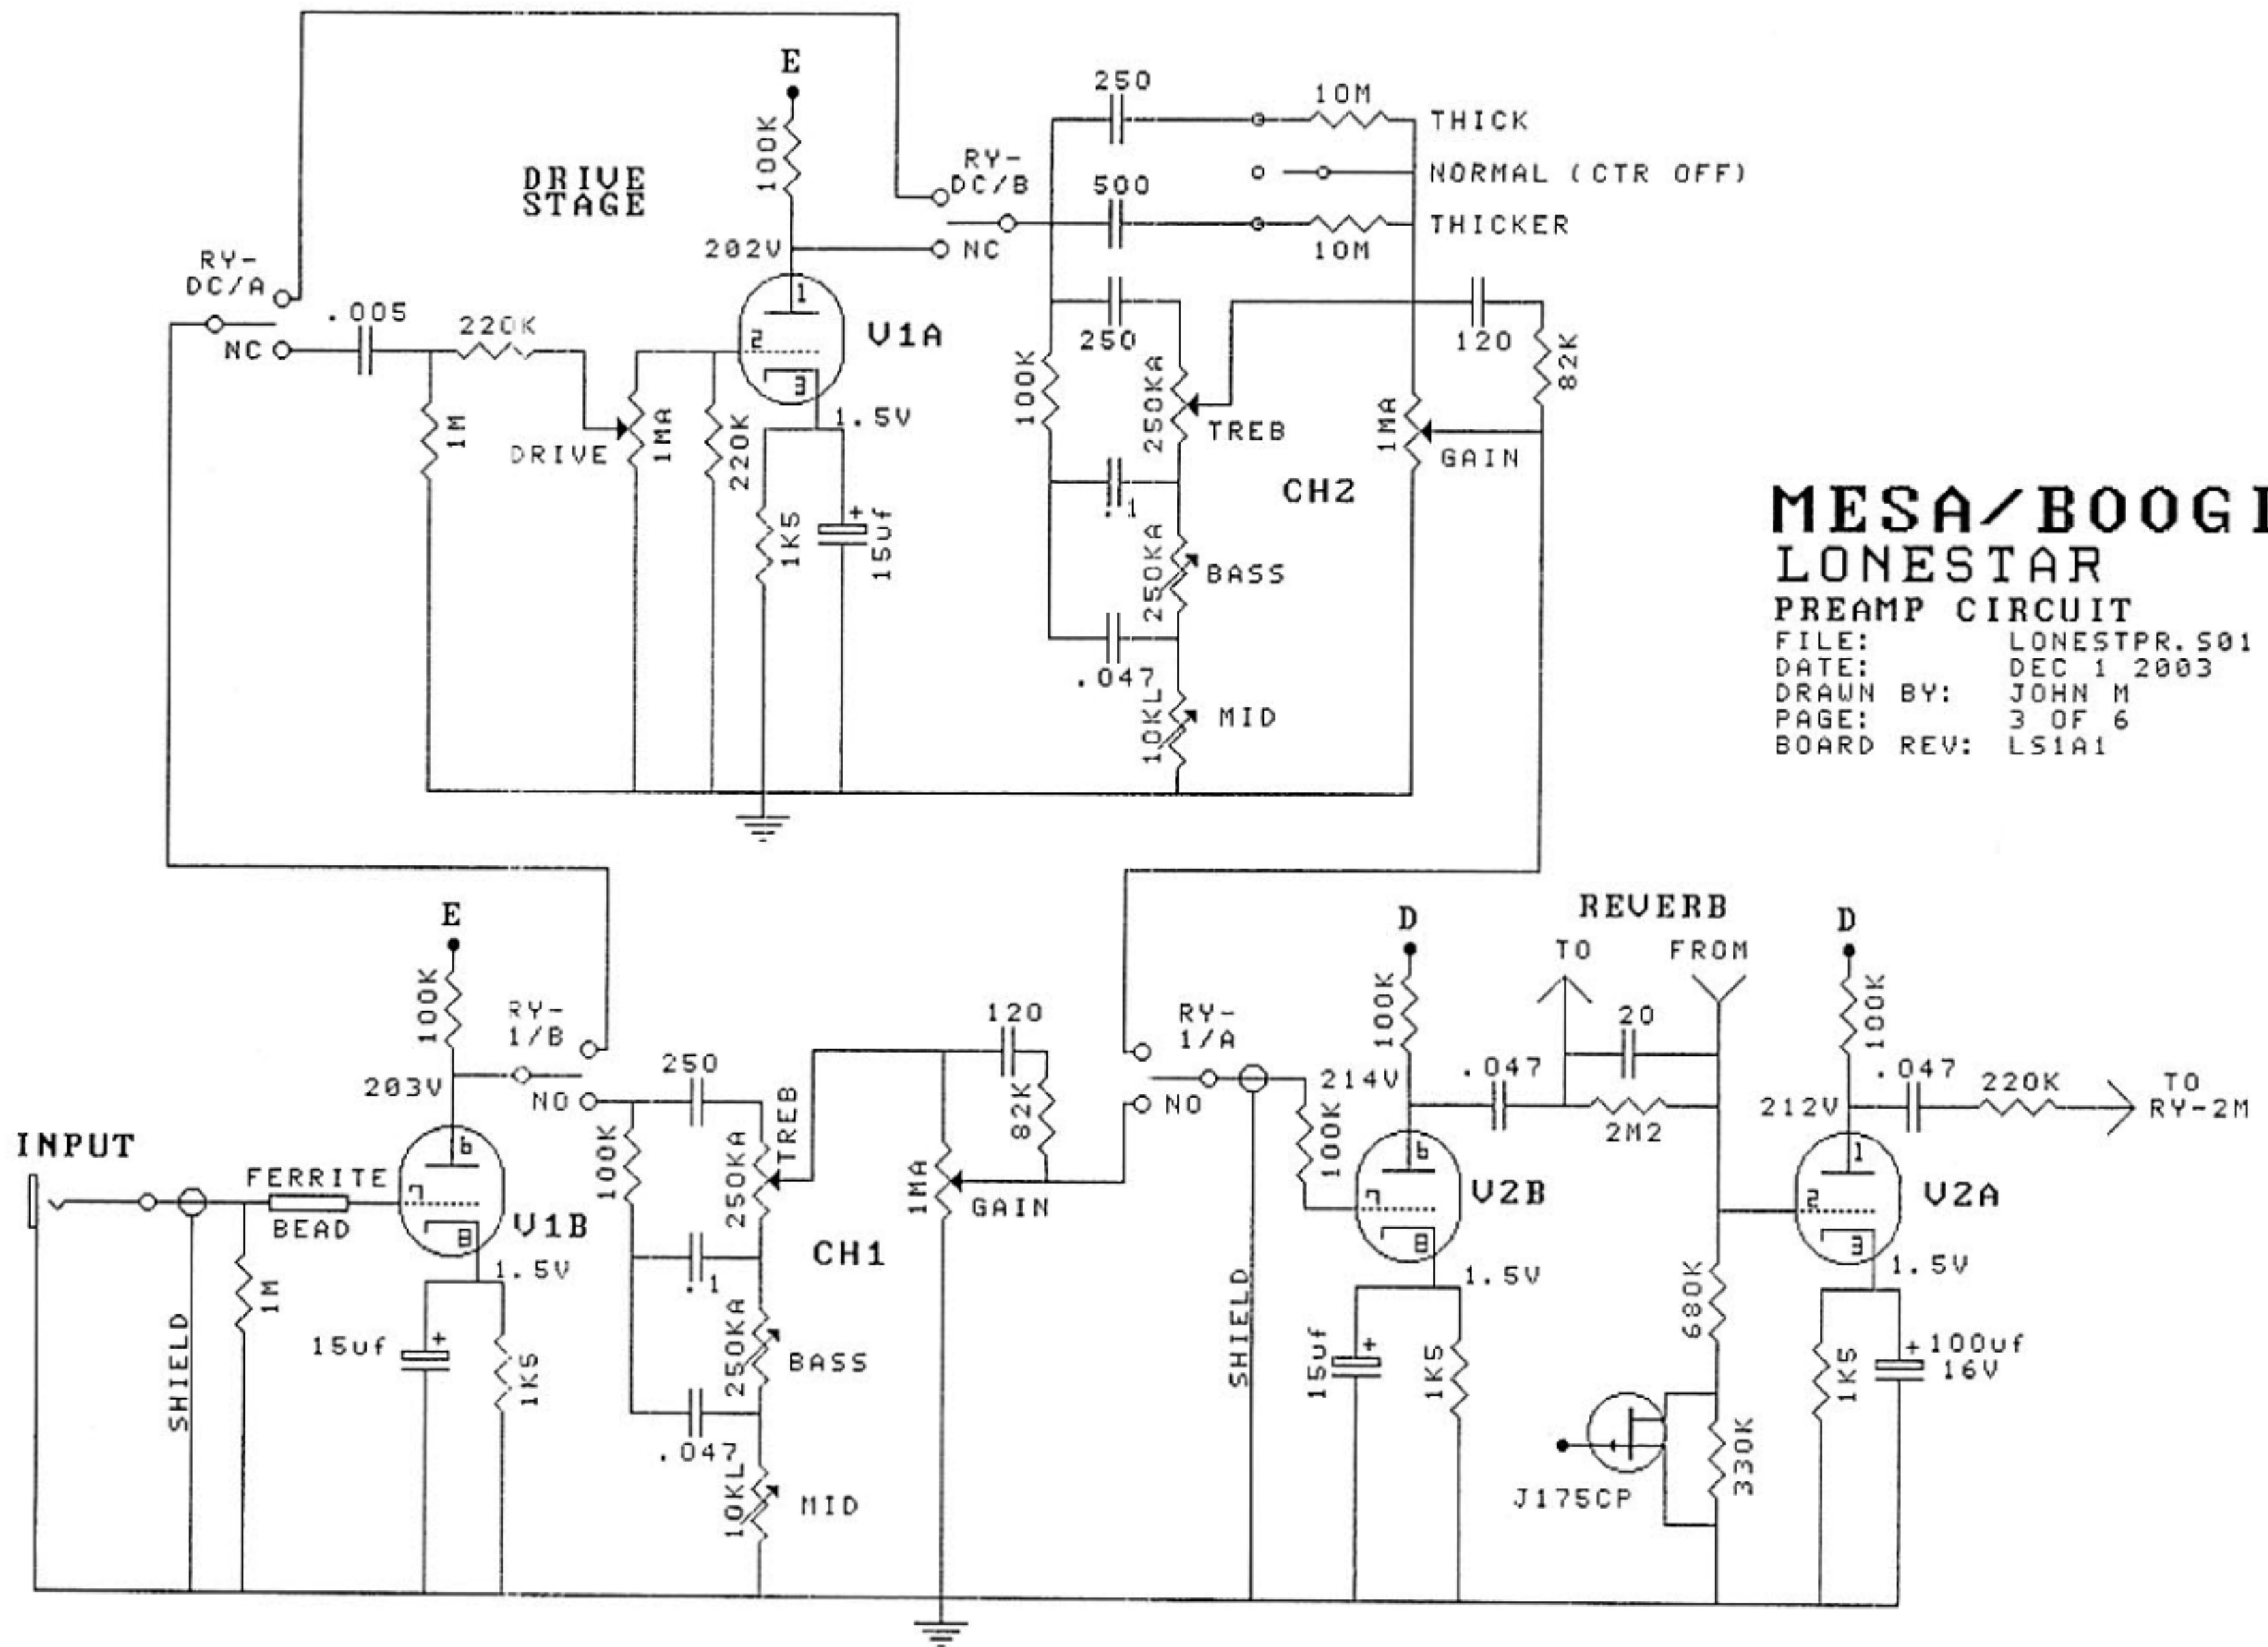 E
250
10M
THICK
100K
RY-
DC/B
DRIVE
STAGE
500
NORMAL (CTR OFF)
THICKER
202V
NC
10M
RY-
DC/A
.005
220K
NC
1
2
3
V1A
250
120
82K
100K
250KA
TREB
1MA
GAIN
1M
DRIVE
1MA
220K
1.5V
CH2
.1
1K5
+
15uf
250KA
BASS
.047
10KL
MID
MESA/BOOGI
LONESTAR
PREAMP CIRCUIT
FILE: LONESTPR.S01
DATE: DEC 1 2003
DRAWN BY: JOHN M
PAGE: 3 OF 6
BOARD REV: LS1A1
E
D
REVERB
D
TO
FROM
100K
RY-
1/B
120
RY-
1/A
100K
20
100K
203V
250
82K
214V
.047
.047
220K
TO
RY-2M
NO
TREB
NO
2M2
212V
INPUT
FERRITE
BEAD
6
7
8
V1B
100K
250KA
1MA
GAIN
100K
6
7
8
V2B
1
2
3
V2A
1.5V
CH1
1.5V
1.5V
1M
.1
SHIELD
15uf
+
1K5
250KA
BASS
SHIELD
15uf
+
1K5
680K
1K5
+
100uf
16V
.047
10KL
MID
J175CP
330K